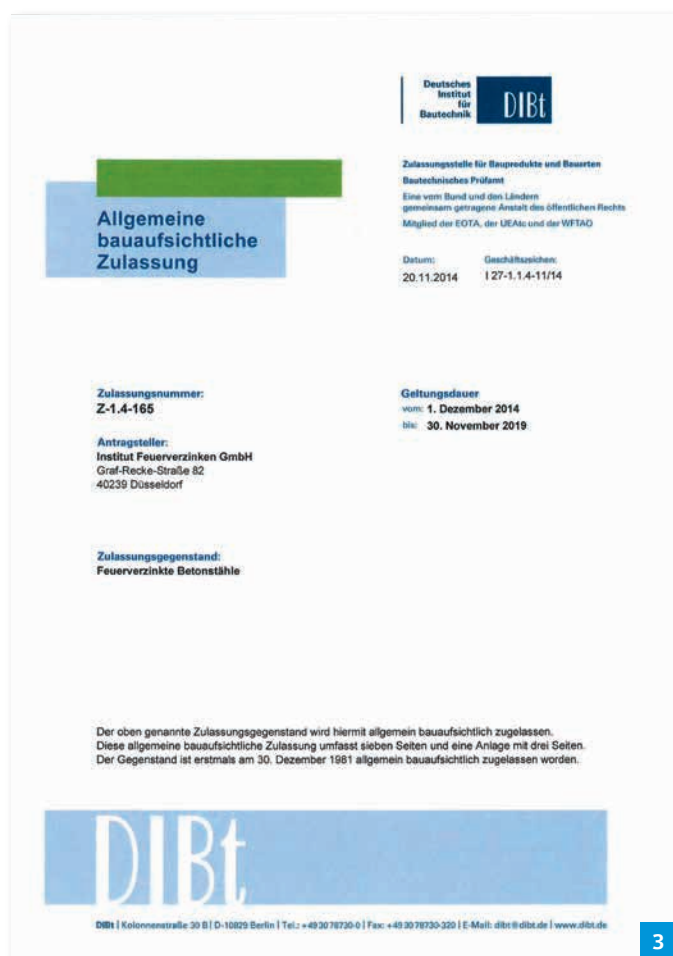 Deutsches
Institut
für
Bautechnik
DIBt
Zulassungsstelle für Bauprodukte und Bauarten
Bautechnisches Prüfamt
Eine vom Bund und den Ländern
gemeinsam getragene Anstalt des öffentlichen Rechts
Mitglied der EOTA, der UEAtc und der WFTAO
Allgemeine
bauaufsichtliche
Zulassung
Datum: Geschäftszeichen:
20.11.2014 I 27-1.1.4-11/14
Zulassungsnummer:
Z-1.4-165
Antragsteller:
Institut Feuerverzinken GmbH
Graf-Recke-Straße 82
40239 Düsseldorf
Geltungsdauer
vom: 1. Dezember 2014
bis: 30. November 2019
Zulassungsgegenstand:
Feuerverzinkte Betonstähle
Der oben genannte Zulassungsgegenstand wird hiermit allgemein bauaufsichtlich zugelassen.
Diese allgemeine bauaufsichtliche Zulassung umfasst sieben Seiten und eine Anlage mit drei Seiten.
Der Gegenstand ist erstmals am 30. Dezember 1981 allgemein bauaufsichtlich zugelassen worden.
DIBt
DIBt | Kolonnenstraße 30 B | D-10829 Berlin | Tel.: +49 30 78730-0 | Fax: +49 30 78730-320 | E-Mail: dibt@dibt.de | www.dibt.de
3